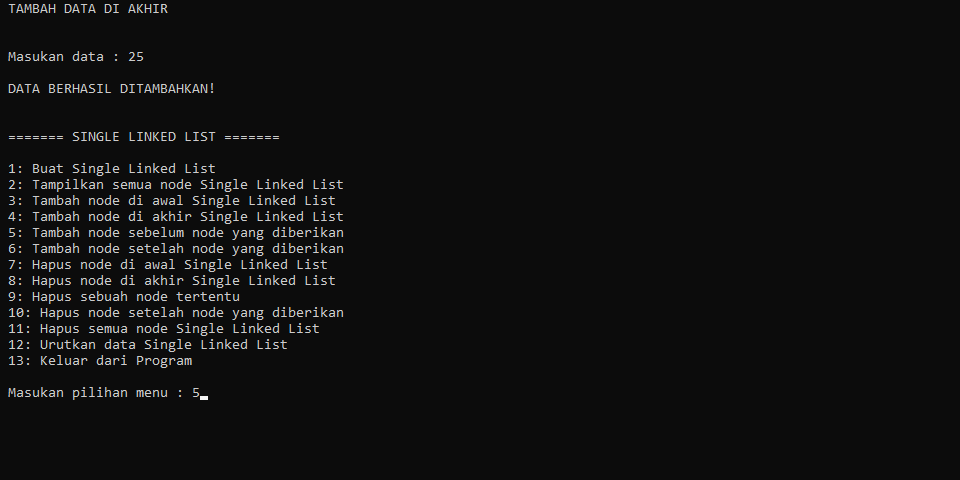 TAMBAH DATA DI AKHIR
Masukan data : 25
DATA BERHASIL DITAMBAHKAN!
======= SINGLE LINKED LIST =======
1: Buat Single Linked List
2: Tampilkan semua node Single Linked List
3: Tambah node di awal Single Linked List
4: Tambah node di akhir Single Linked List
5: Tambah node sebelum node yang diberikan
6: Tambah node setelah node yang diberikan
7: Hapus node di awal Single Linked List
8: Hapus node di akhir Single Linked List
9: Hapus sebuah node tertentu
10: Hapus node setelah node yang diberikan
11: Hapus semua node Single Linked List
12: Urutkan data Single Linked List
13: Keluar dari Program
Masukan pilihan menu : 5